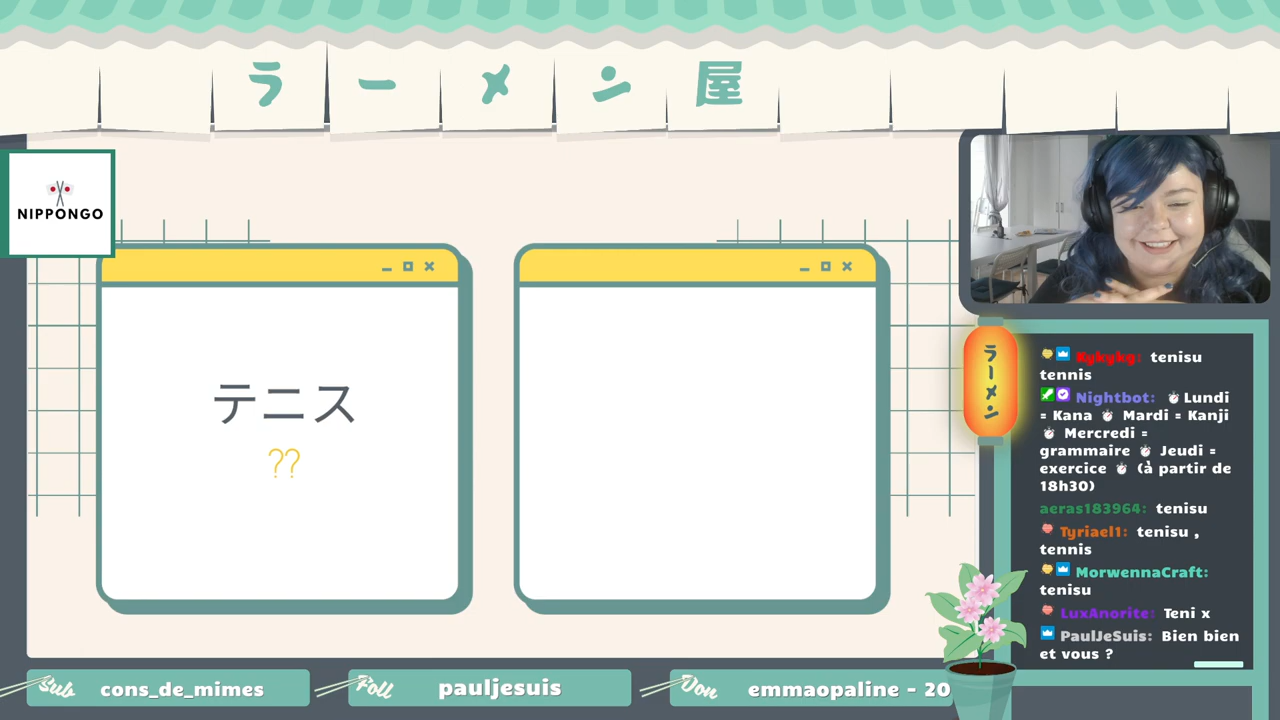 ラーメン屋
NIPPONGO
テニス
??
ラーメン
Kykykg: tenisu
tennis
Nightbot: Lundi
= Kana Mardi = Kanji
Mercredi =
grammaire Jeudi =
exercice (à partir de
18h30)
aeras183964: tenisu
Tyriael1: tenisu ,
tennis
MorwennaCraft:
tenisu
LuxAnorite: Teni x
PaulJeSuis: Bien bien
et vous ?
Sub cons_de_mimes
Foll pauljesuis
Don emmaopaline - 20